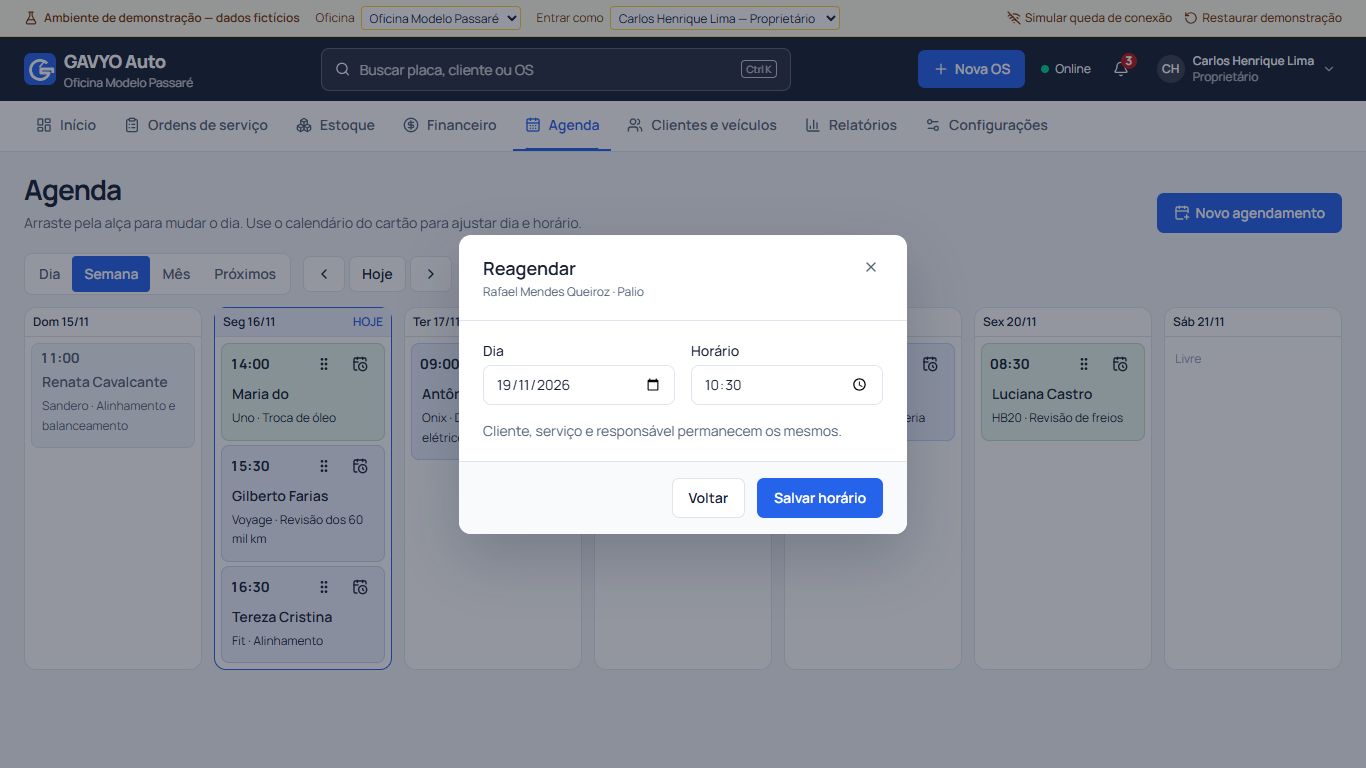 Ambiente de demonstração — dados fictícios Oficina Oficina Modelo Passaré Entrar como Carlos Henrique Lima — Proprietário Simular queda de conexão Restaurar demonstração
GAVYO Auto
Oficina Modelo Passaré
Buscar placa, cliente ou OS Ctrl K
Nova OS
Online
3
CH
Carlos Henrique Lima
Proprietário
Início Ordens de serviço Estoque Financeiro Agenda Clientes e veículos Relatórios Configurações
Agenda
Arraste pela alça para mudar o dia. Use o calendário do cartão para ajustar dia e horário.
Novo agendamento
Dia Semana Mês Próximos Hoje
Dom 15/11
11:00
Renata Cavalcante
Sandero · Alinhamento e
balanceamento
Seg 16/11 HOJE
14:00
Maria do
Uno · Troca de óleo
15:30
Gilberto Farias
Voyage · Revisão dos 60
mil km
16:30
Tereza Cristina
Fit · Alinhamento
Ter 17/11
09:00
Onix ·
Reagendar
Rafael Mendes Queiroz · Palio
Dia
19/11/2026
Horário
10:30
Cliente, serviço e responsável permanecem os mesmos.
Voltar
Salvar horário
Sex 20/11
08:30
Luciana Castro
HB20 · Revisão de freios
Sáb 21/11
Livre